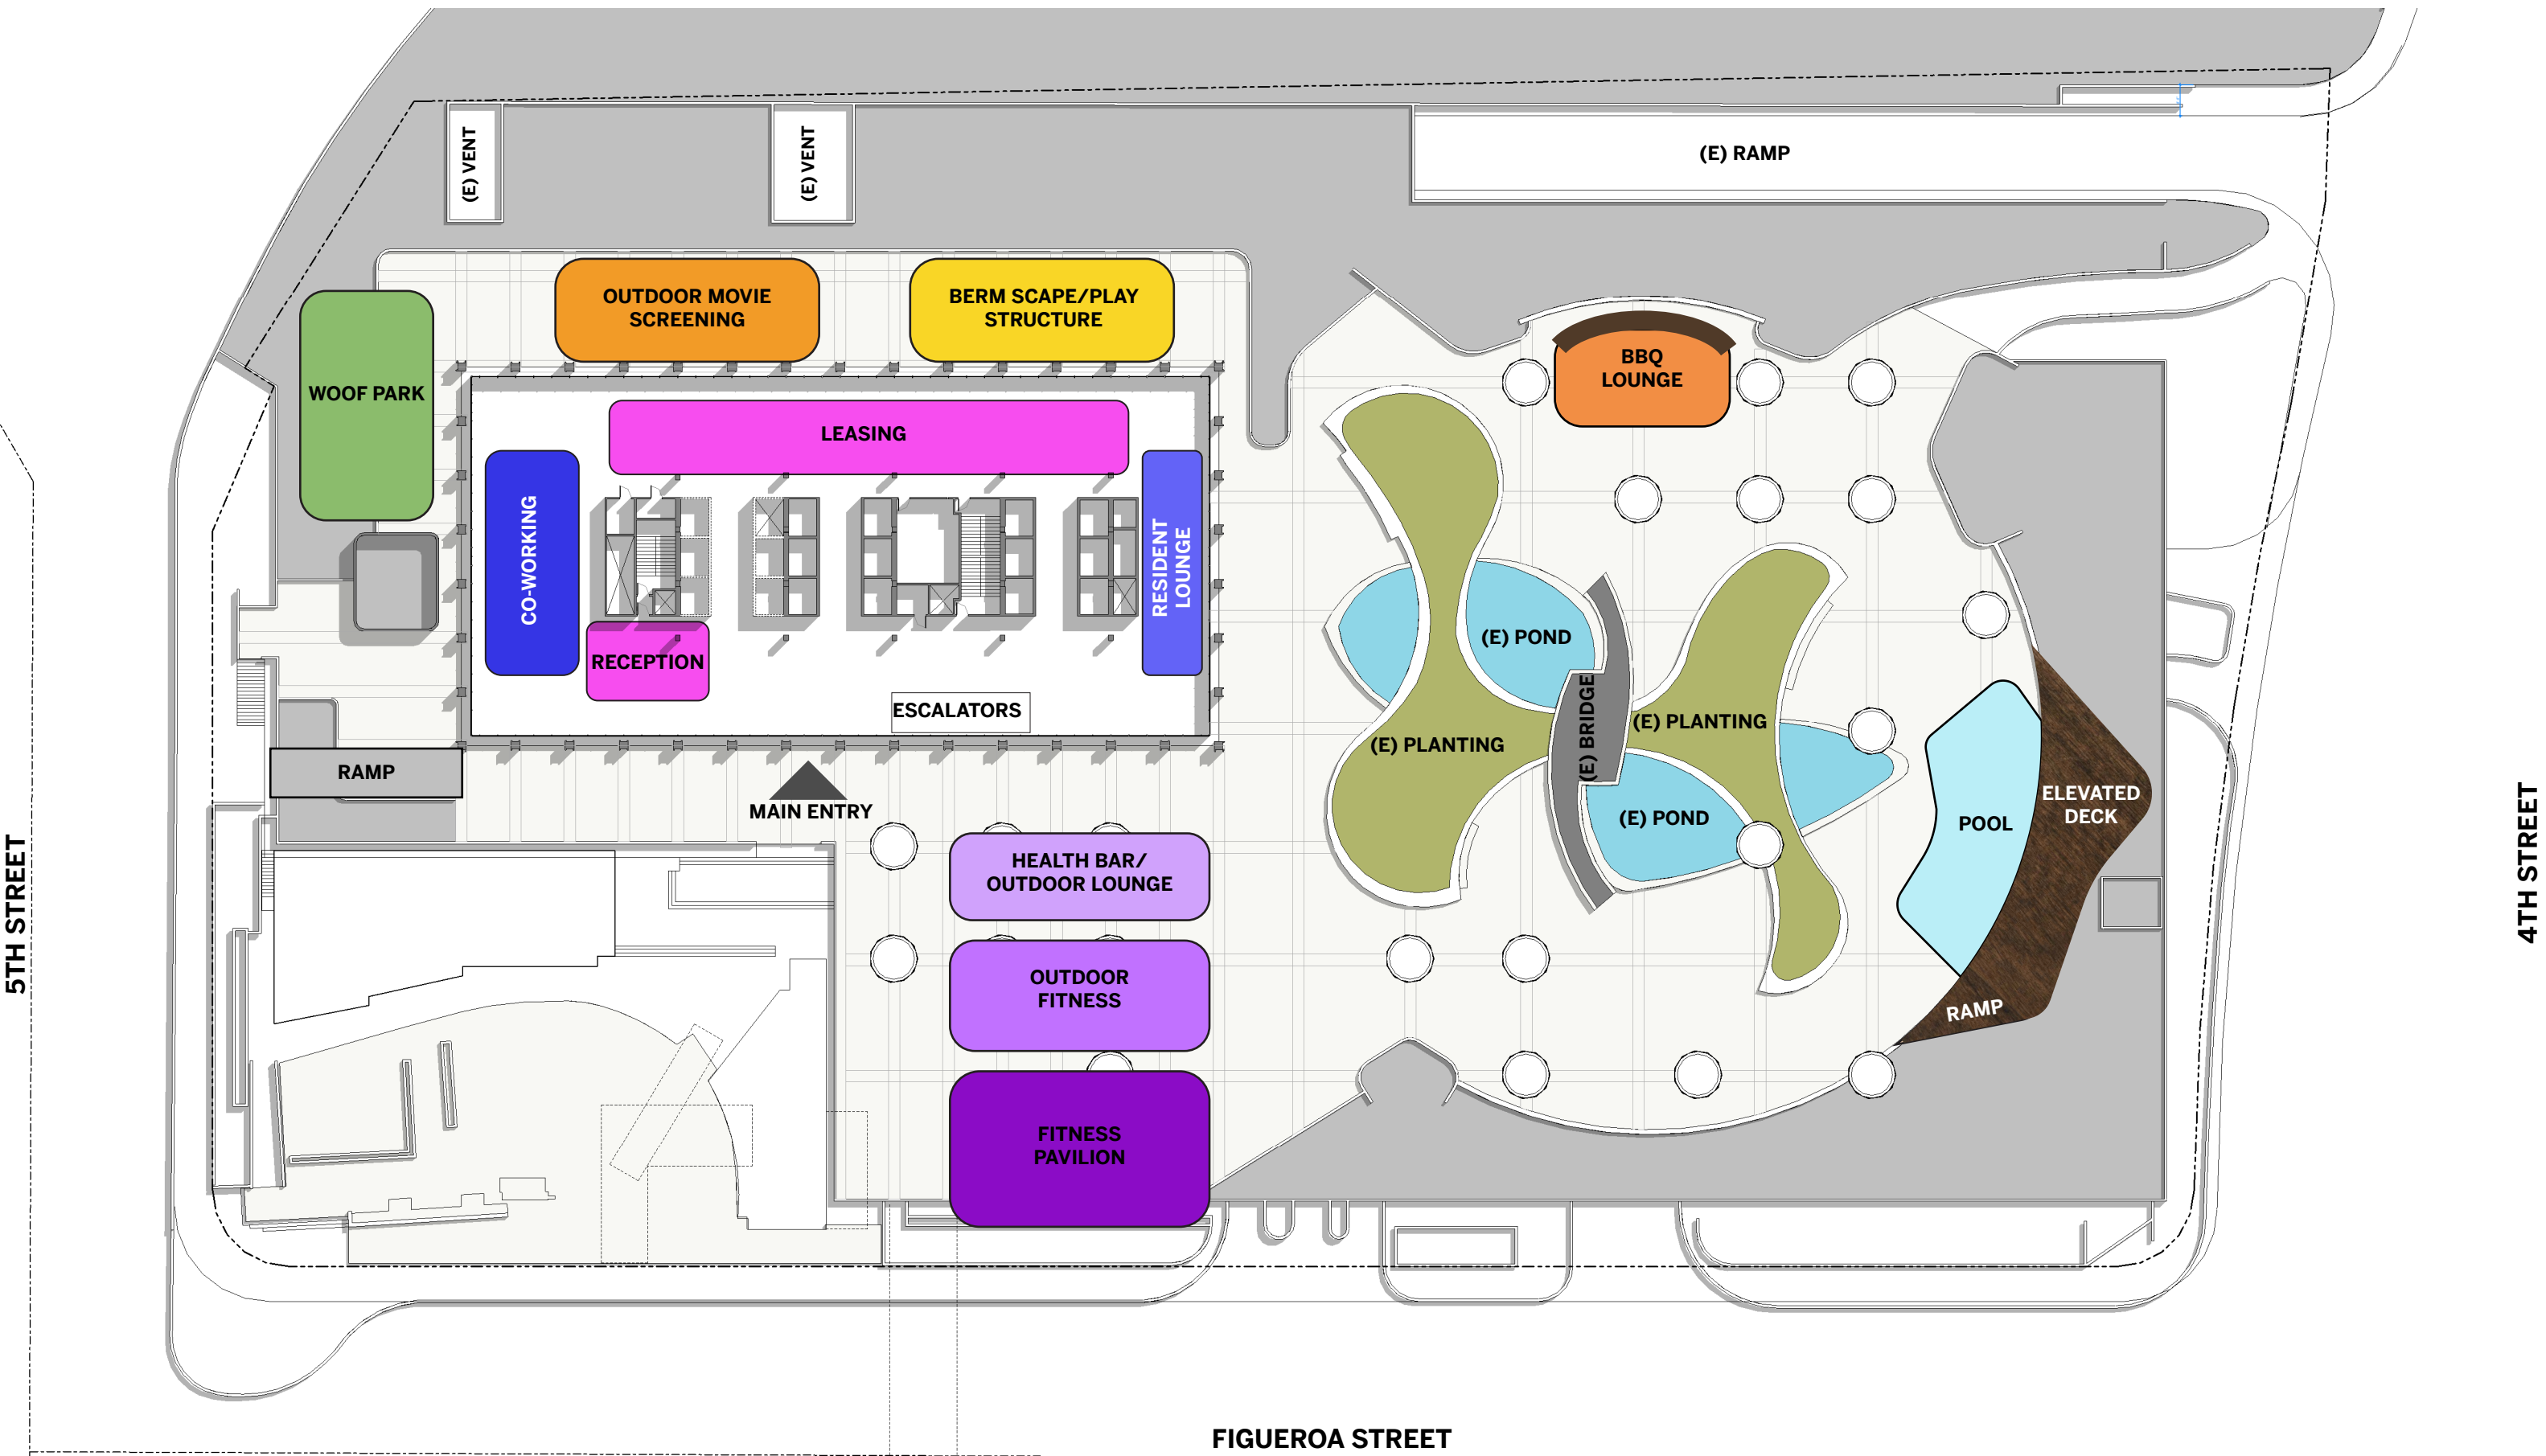 (E) VENT
(E) VENT
(E) RAMP
OUTDOOR MOVIE
SCREENING
BERM SCAPE/PLAY
STRUCTURE
WOOF PARK
BBQ
LOUNGE
LEASING
CO-WORKING
RESIDENT
LOUNGE
RECEPTION
ESCALATORS
(E) POND
(E) BRIDGE
(E) PLANTING
(E) PLANTING
RAMP
MAIN ENTRY
(E) POND
POOL
ELEVATED
DECK
HEALTH BAR/
OUTDOOR LOUNGE
OUTDOOR
FITNESS
RAMP
FITNESS
PAVILION
5TH STREET
4TH STREET
FIGUEROA STREET